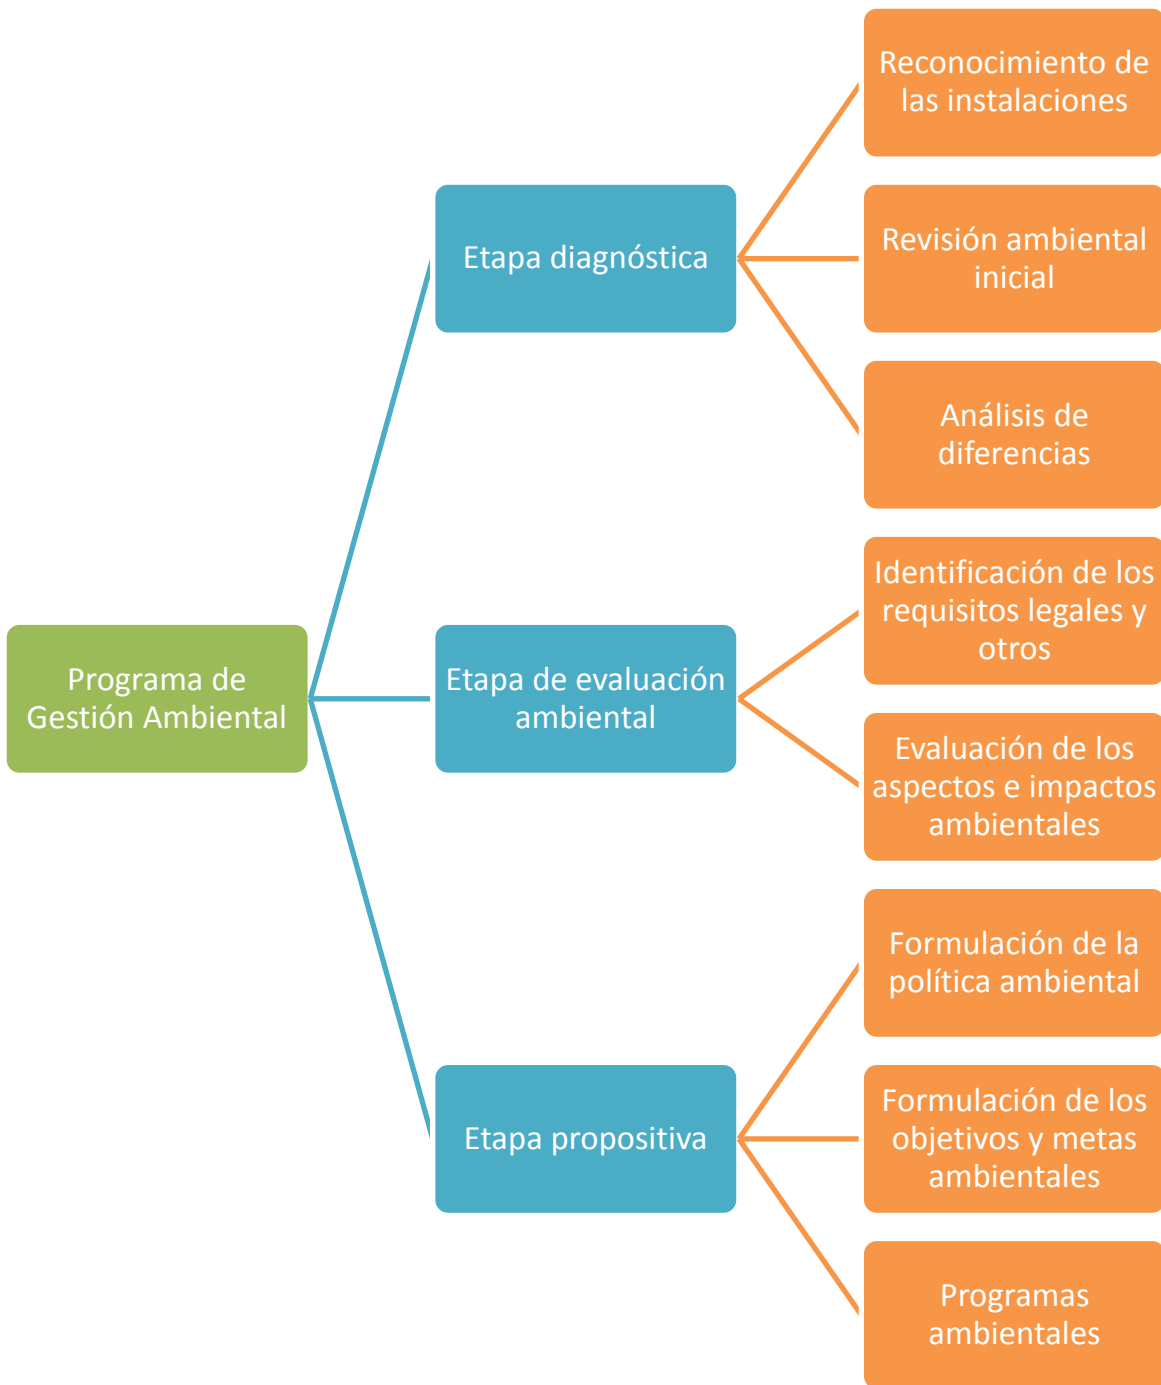 Programa de
Gestión Ambiental
Etapa diagnóstica
Reconocimiento de
las instalaciones
Revisión ambiental
inicial
Análisis de
diferencias
Etapa de evaluación
ambiental
Identificación de los
requisitos legales y
otros
Evaluación de los
aspectos e impactos
ambientales
Etapa propositiva
Formulación de la
política ambiental
Formulación de los
objetivos y metas
ambientales
Programas
ambientales